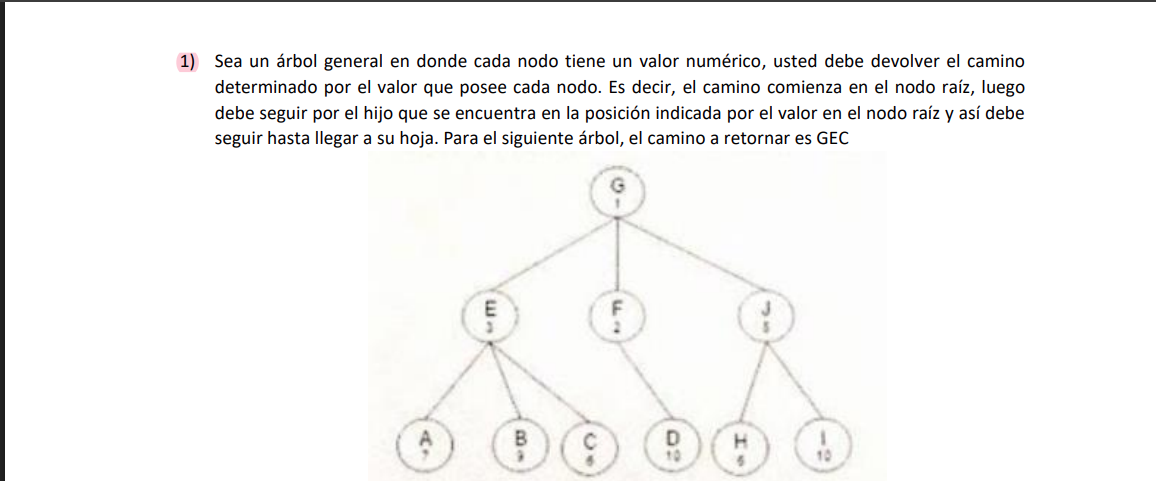 1) Sea un árbol general en donde cada nodo tiene un valor numérico, usted debe devolver el camino
determinado por el valor que posee cada nodo. Es decir, el camino comienza en el nodo raíz, luego
debe seguir por el hijo que se encuentra en la posición indicada por el valor en el nodo raíz y así debe
seguir hasta llegar a su hoja. Para el siguiente árbol, el camino a retornar es GEC
G
1
E F J
3 2 5
A B C D H I
9 6 10 6 10